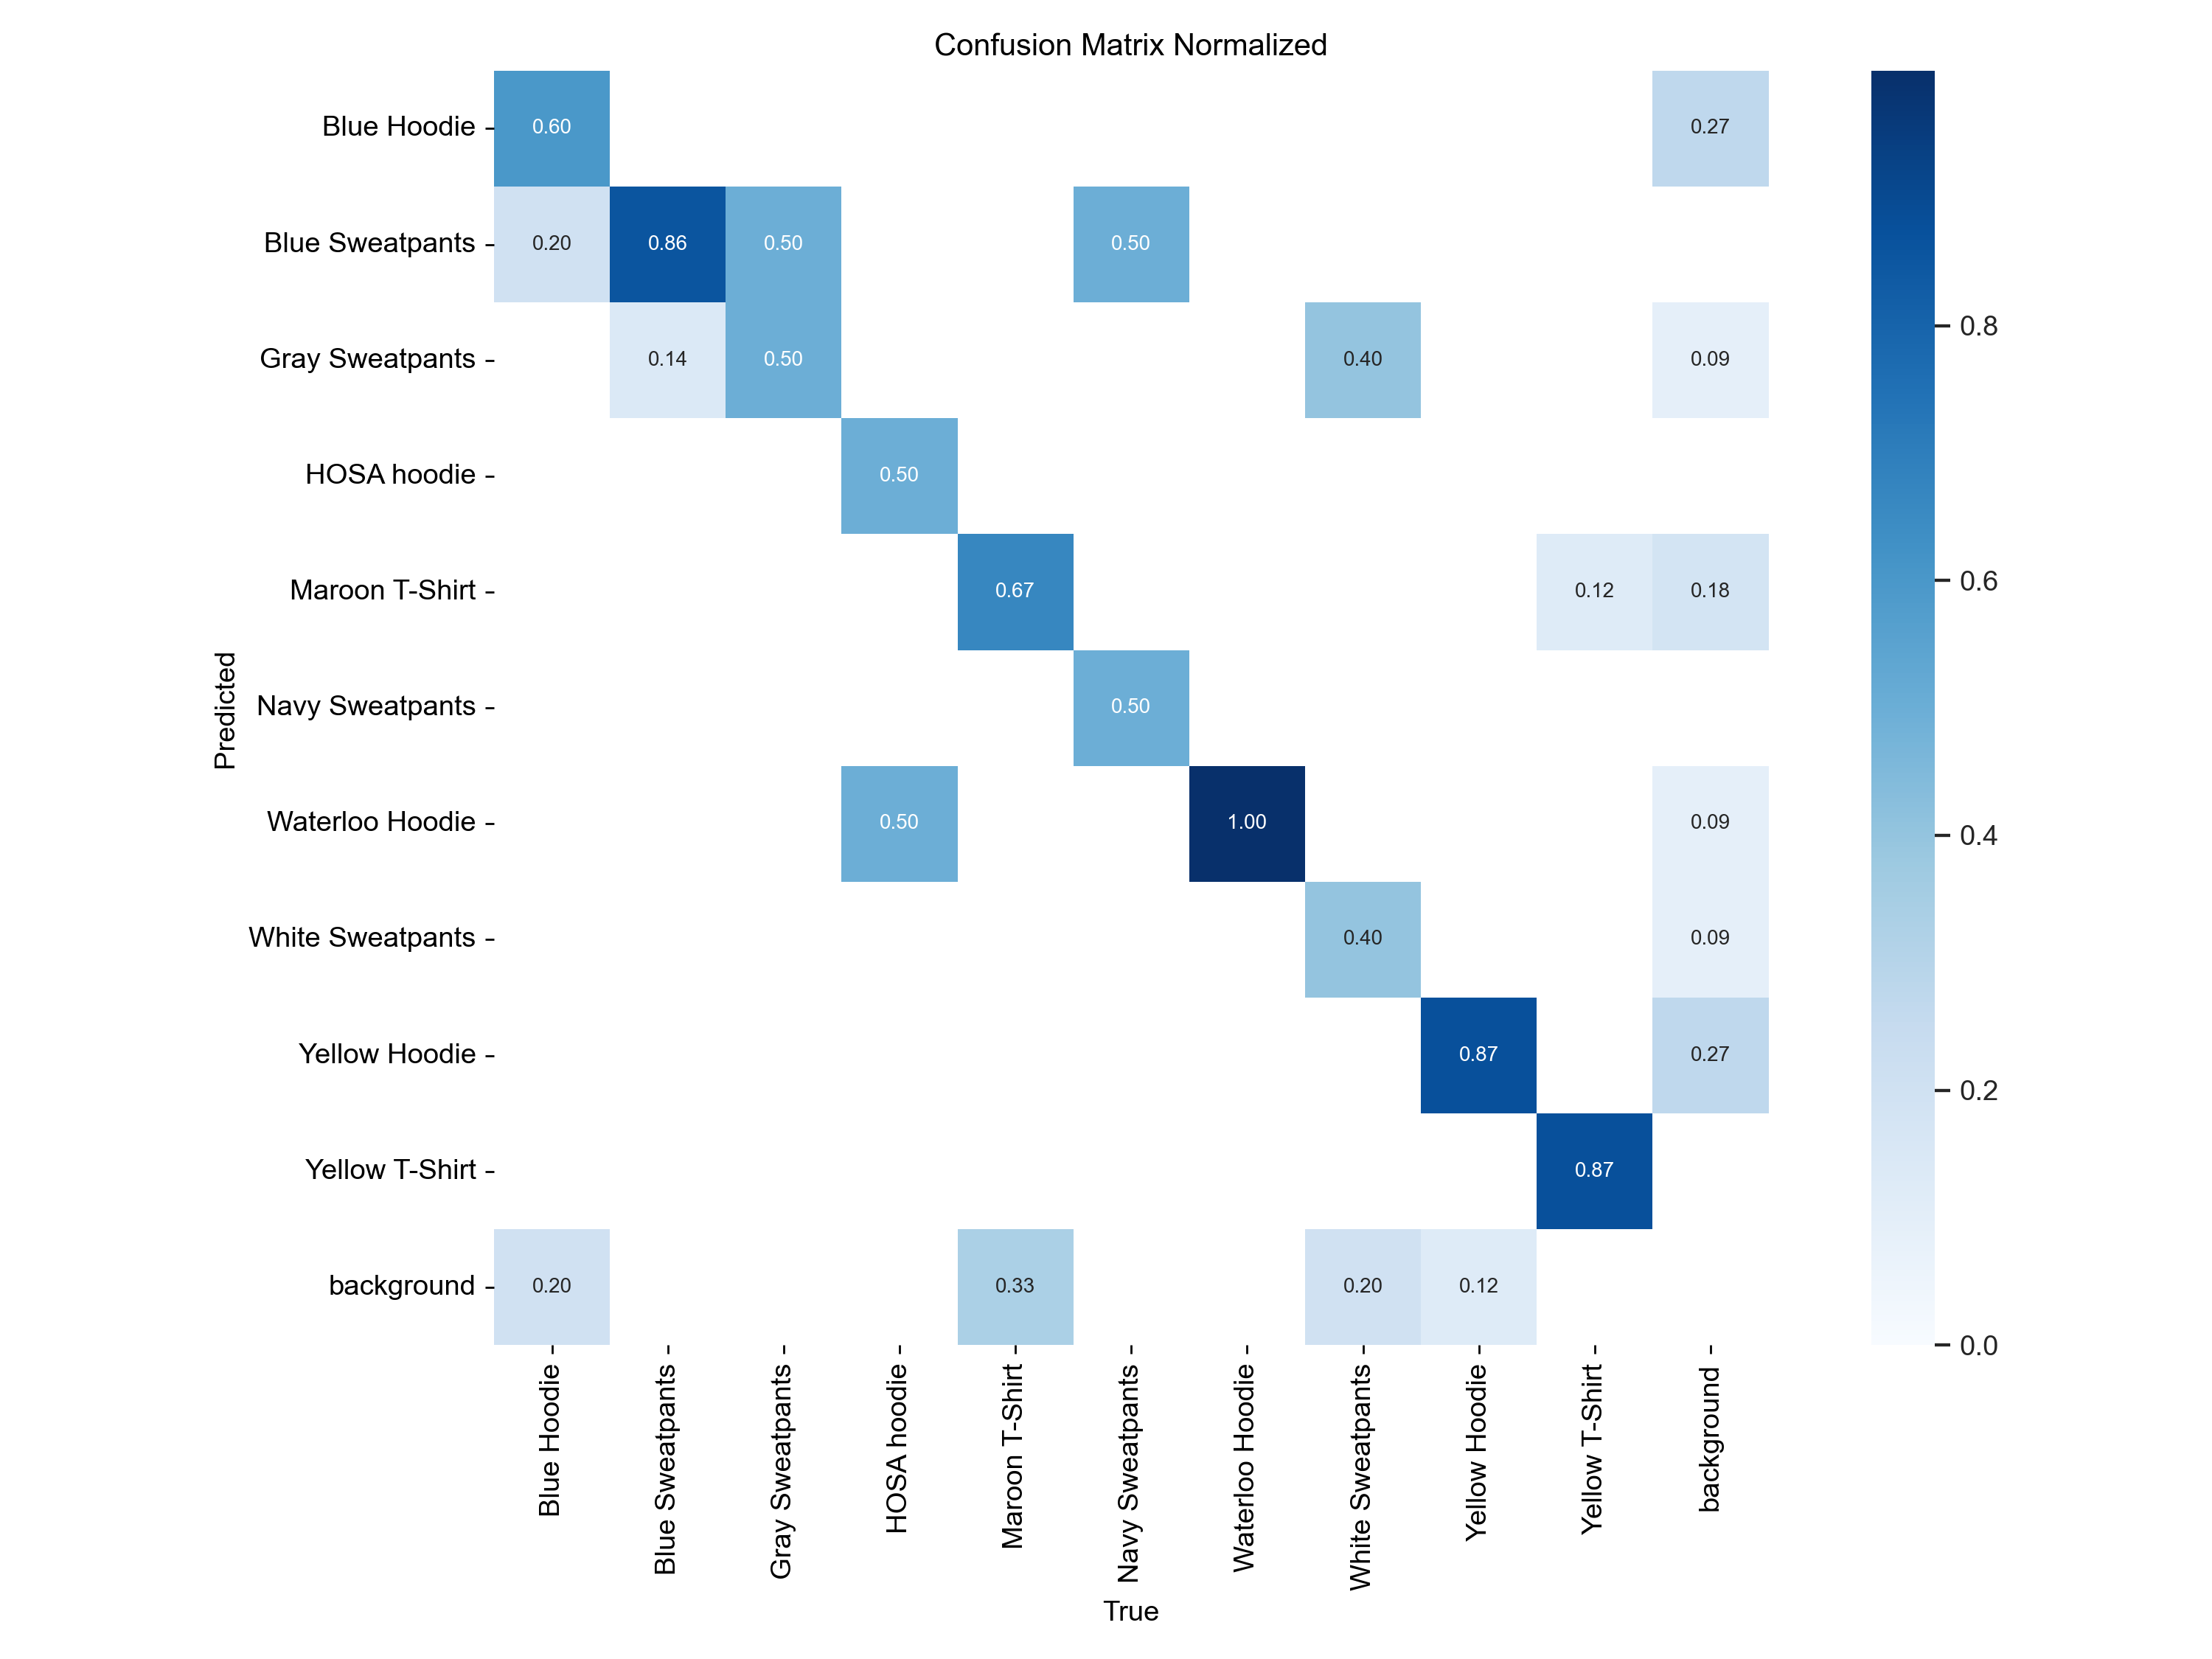 Confusion Matrix Normalized
Predicted
Blue Hoodie 0.60 0.27
Blue Sweatpants 0.20 0.86 0.50 0.50
Gray Sweatpants 0.14 0.50 0.40 0.09
HOSA hoodie 0.50
Maroon T-Shirt 0.67 0.12 0.18
Navy Sweatpants 0.50
Waterloo Hoodie 0.50 1.00 0.09
White Sweatpants 0.40 0.09
Yellow Hoodie 0.87 0.27
Yellow T-Shirt 0.87
background 0.20 0.33 0.20 0.12
Blue Hoodie
Blue Sweatpants
Gray Sweatpants
HOSA hoodie
Maroon T-Shirt
Navy Sweatpants
Waterloo Hoodie
White Sweatpants
Yellow Hoodie
Yellow T-Shirt
background
True
0.8
0.6
0.4
0.2
0.0